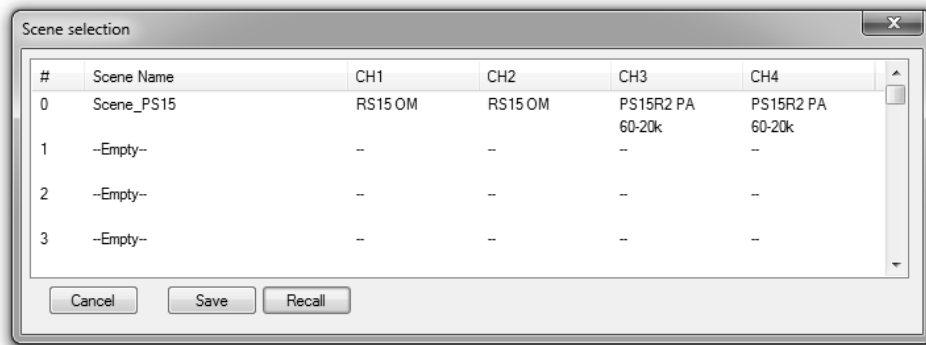 Scene selection
x
# Scene Name CH1 CH2 CH3 CH4
0 Scene_PS15 RS15 OM RS15 OM PS15R2 PA PS15R2 PA
60-20k 60-20k
1 --Empty-- -- -- -- --
2 --Empty-- -- -- -- --
3 --Empty-- -- -- -- --
Cancel Save Recall